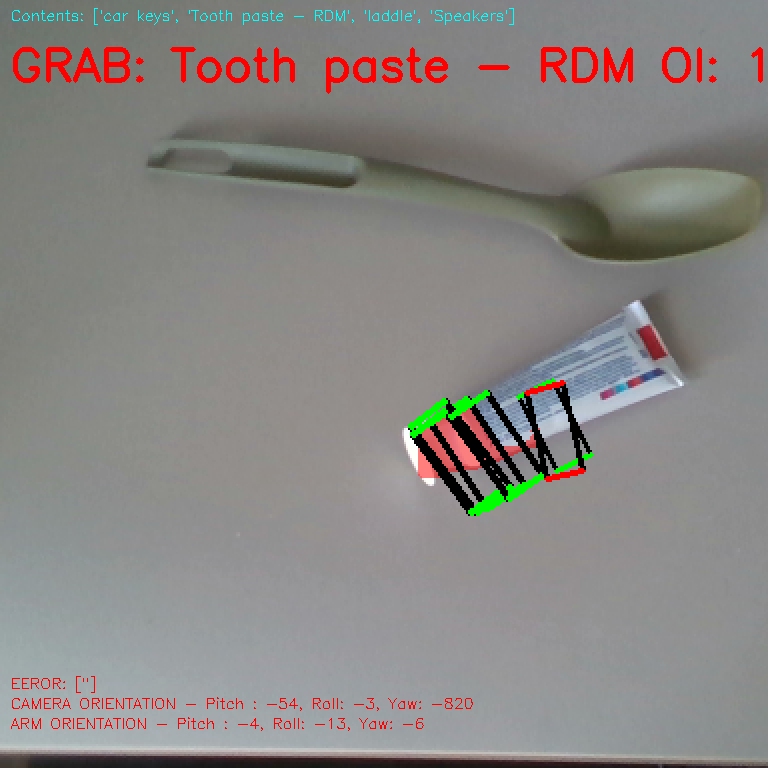 Contents: ['car keys', 'Tooth paste - RDM', 'laddle', 'Speakers']
GRAB: Tooth paste - RDM OI: 1
EEROR: ['']
CAMERA ORIENTATION - Pitch : -54, Roll: -3, Yaw: -820
ARM ORIENTATION - Pitch : -4, Roll: -13, Yaw: -6